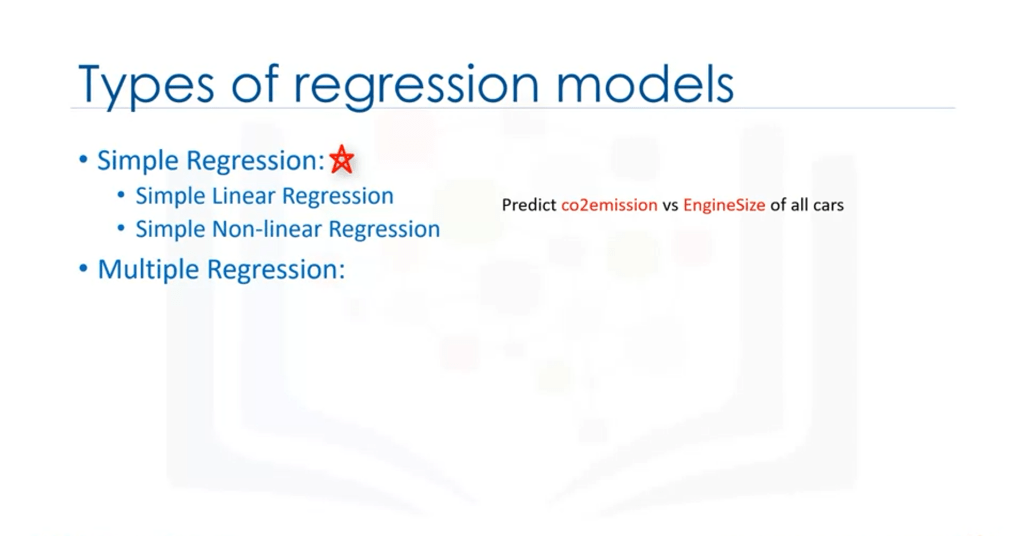 Types of regression models
• Simple Regression:
• Simple Linear Regression
Predict co2emission vs EngineSize of all cars
• Simple Non-linear Regression
• Multiple Regression: